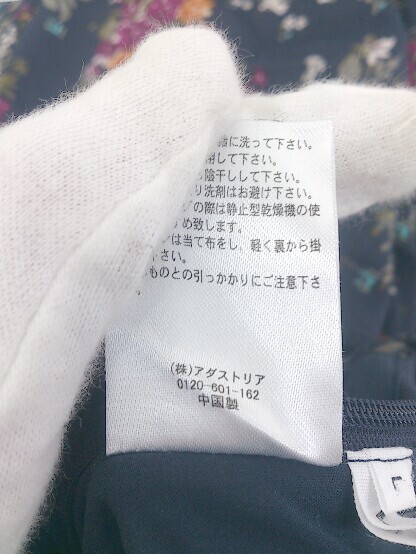 に洗って下さい。
用して下さい。
陰干しして下さい。
り洗剤はお避け下さい。
の際は静止型乾燥機の使
め致します。
は当て布をし、軽く裏から掛
下さい。
ものとの引っかかりにご注意下さ
。
(株)アダストリア
0120-601-162
中国製